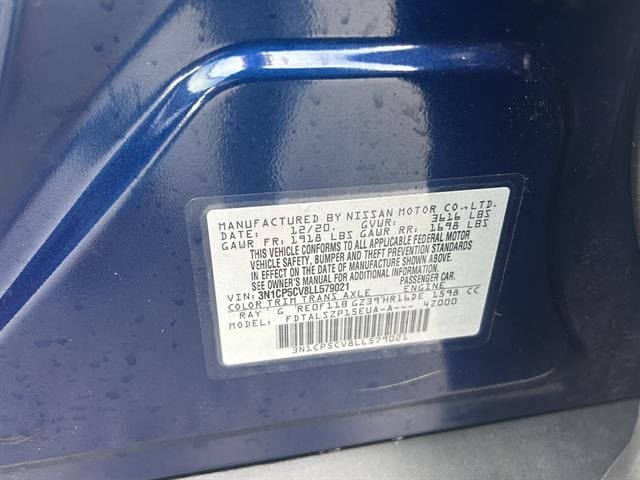 MANUFACTURED BY NISSAN MOTOR CO.,LTD.
DATE: 12/20. GVWR: 3616 LBS
GAWR FR: 1918 LBS GAWR RR: 1698 LBS
THIS VEHICLE CONFORMS TO ALL APPLICABLE FEDERAL MOTOR
VEHICLE SAFETY, BUMPER AND THEFT PREVENTION STANDARDS
IN EFFECT ON THE DATE OF MANUFACTURE SHOWN ABOVE.
SEE OWNER'S MANUAL FOR ADDITIONAL INFORMATION.
VIN: 3N1CP5CV8LL579021 PASSENGER CAR.
COLOR TRIM TRANS AXLE ENGINE
RAY G RE0F11B GZ39 HR16DE 1598 CC
FDTALSZP15EUA-A--- 4Z000
3N1CP5CV8LL579021